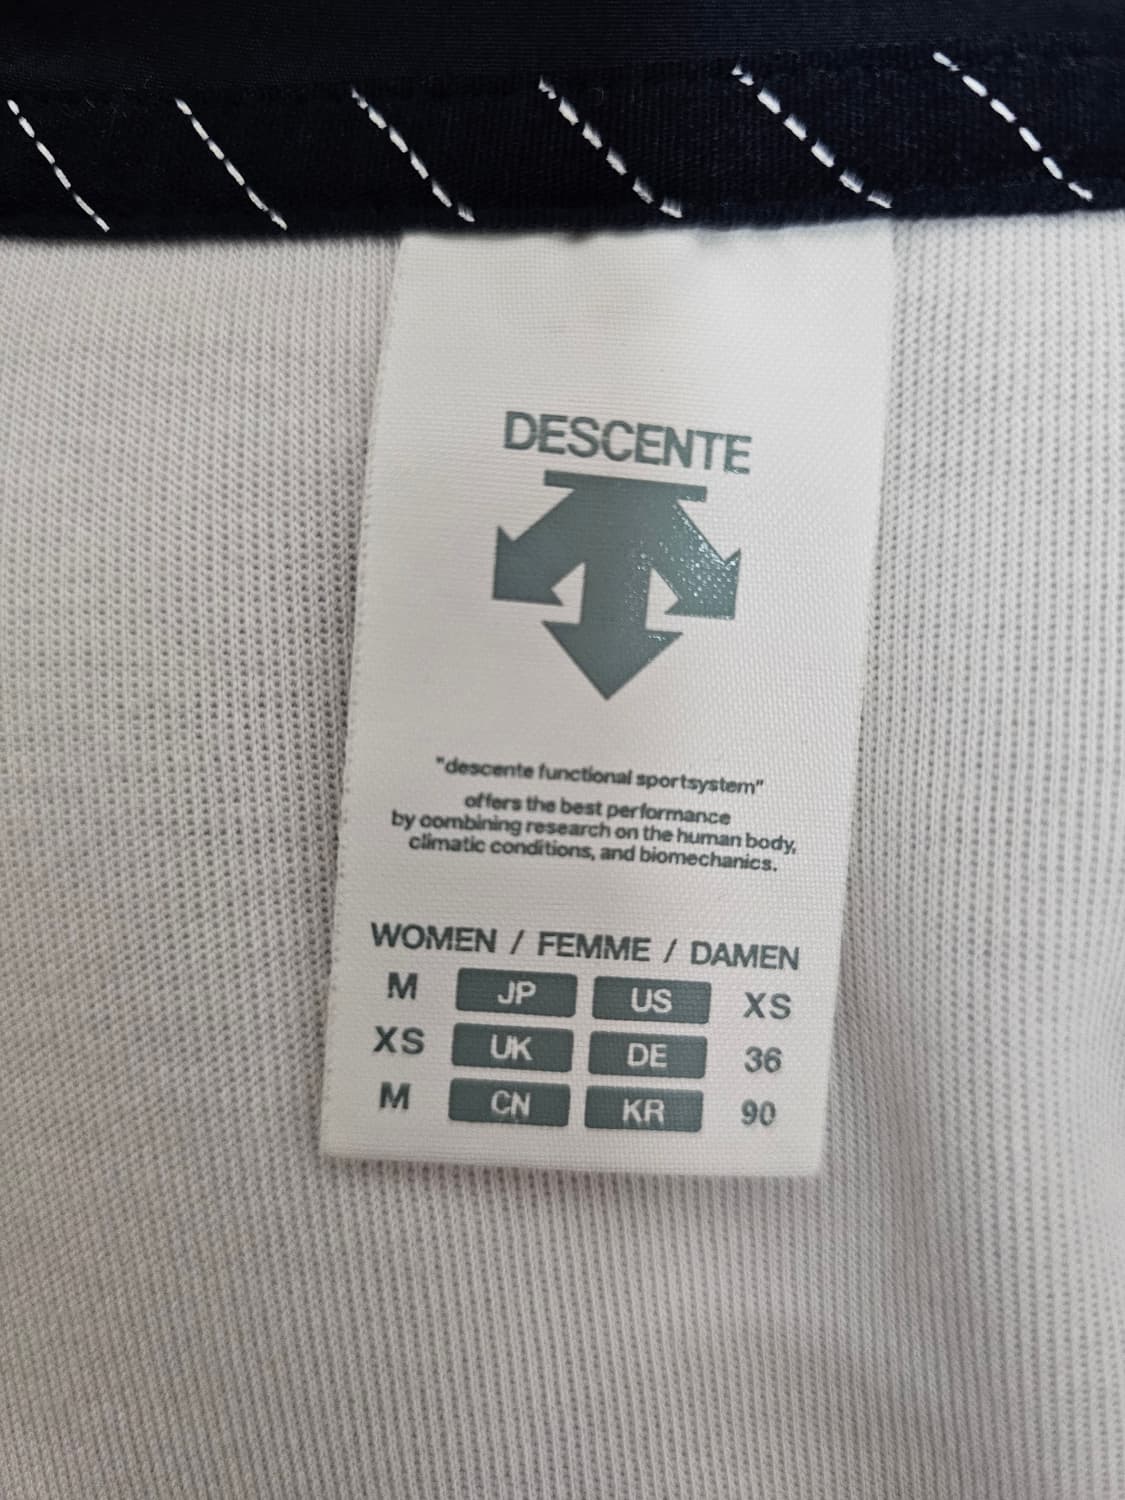 DESCENTE
"descente functional sportsystem"
offers the best performance
by combining research on the human body,
climatic conditions, and biomechanics.
WOMEN / FEMME / DAMEN
M JP US XS
XS UK DE 36
M CN KR 90